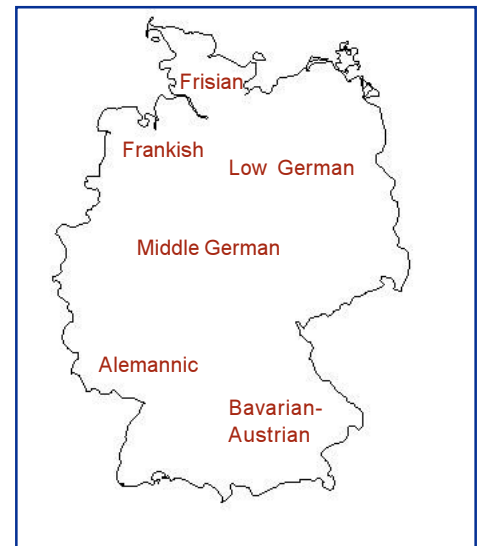 Frisian
Frankish
Low German
Middle German
Alemannic
Bavarian-
Austrian